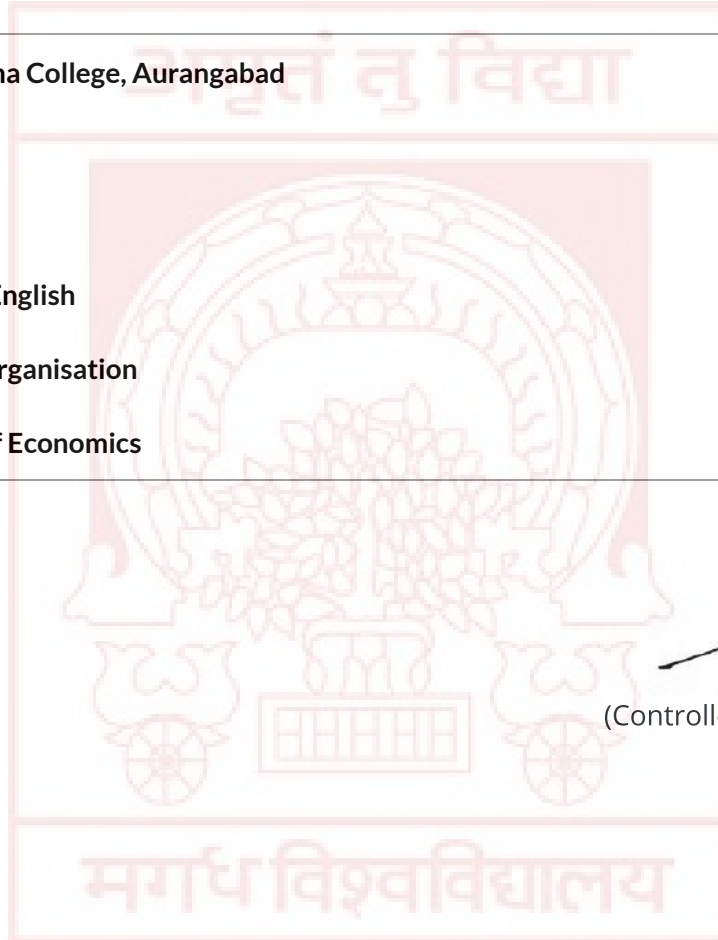 अमृतं तु विद्या
na College, Aurangabad
English
rganisation
f Economics
(Controll
मगध विश्वविद्यालय